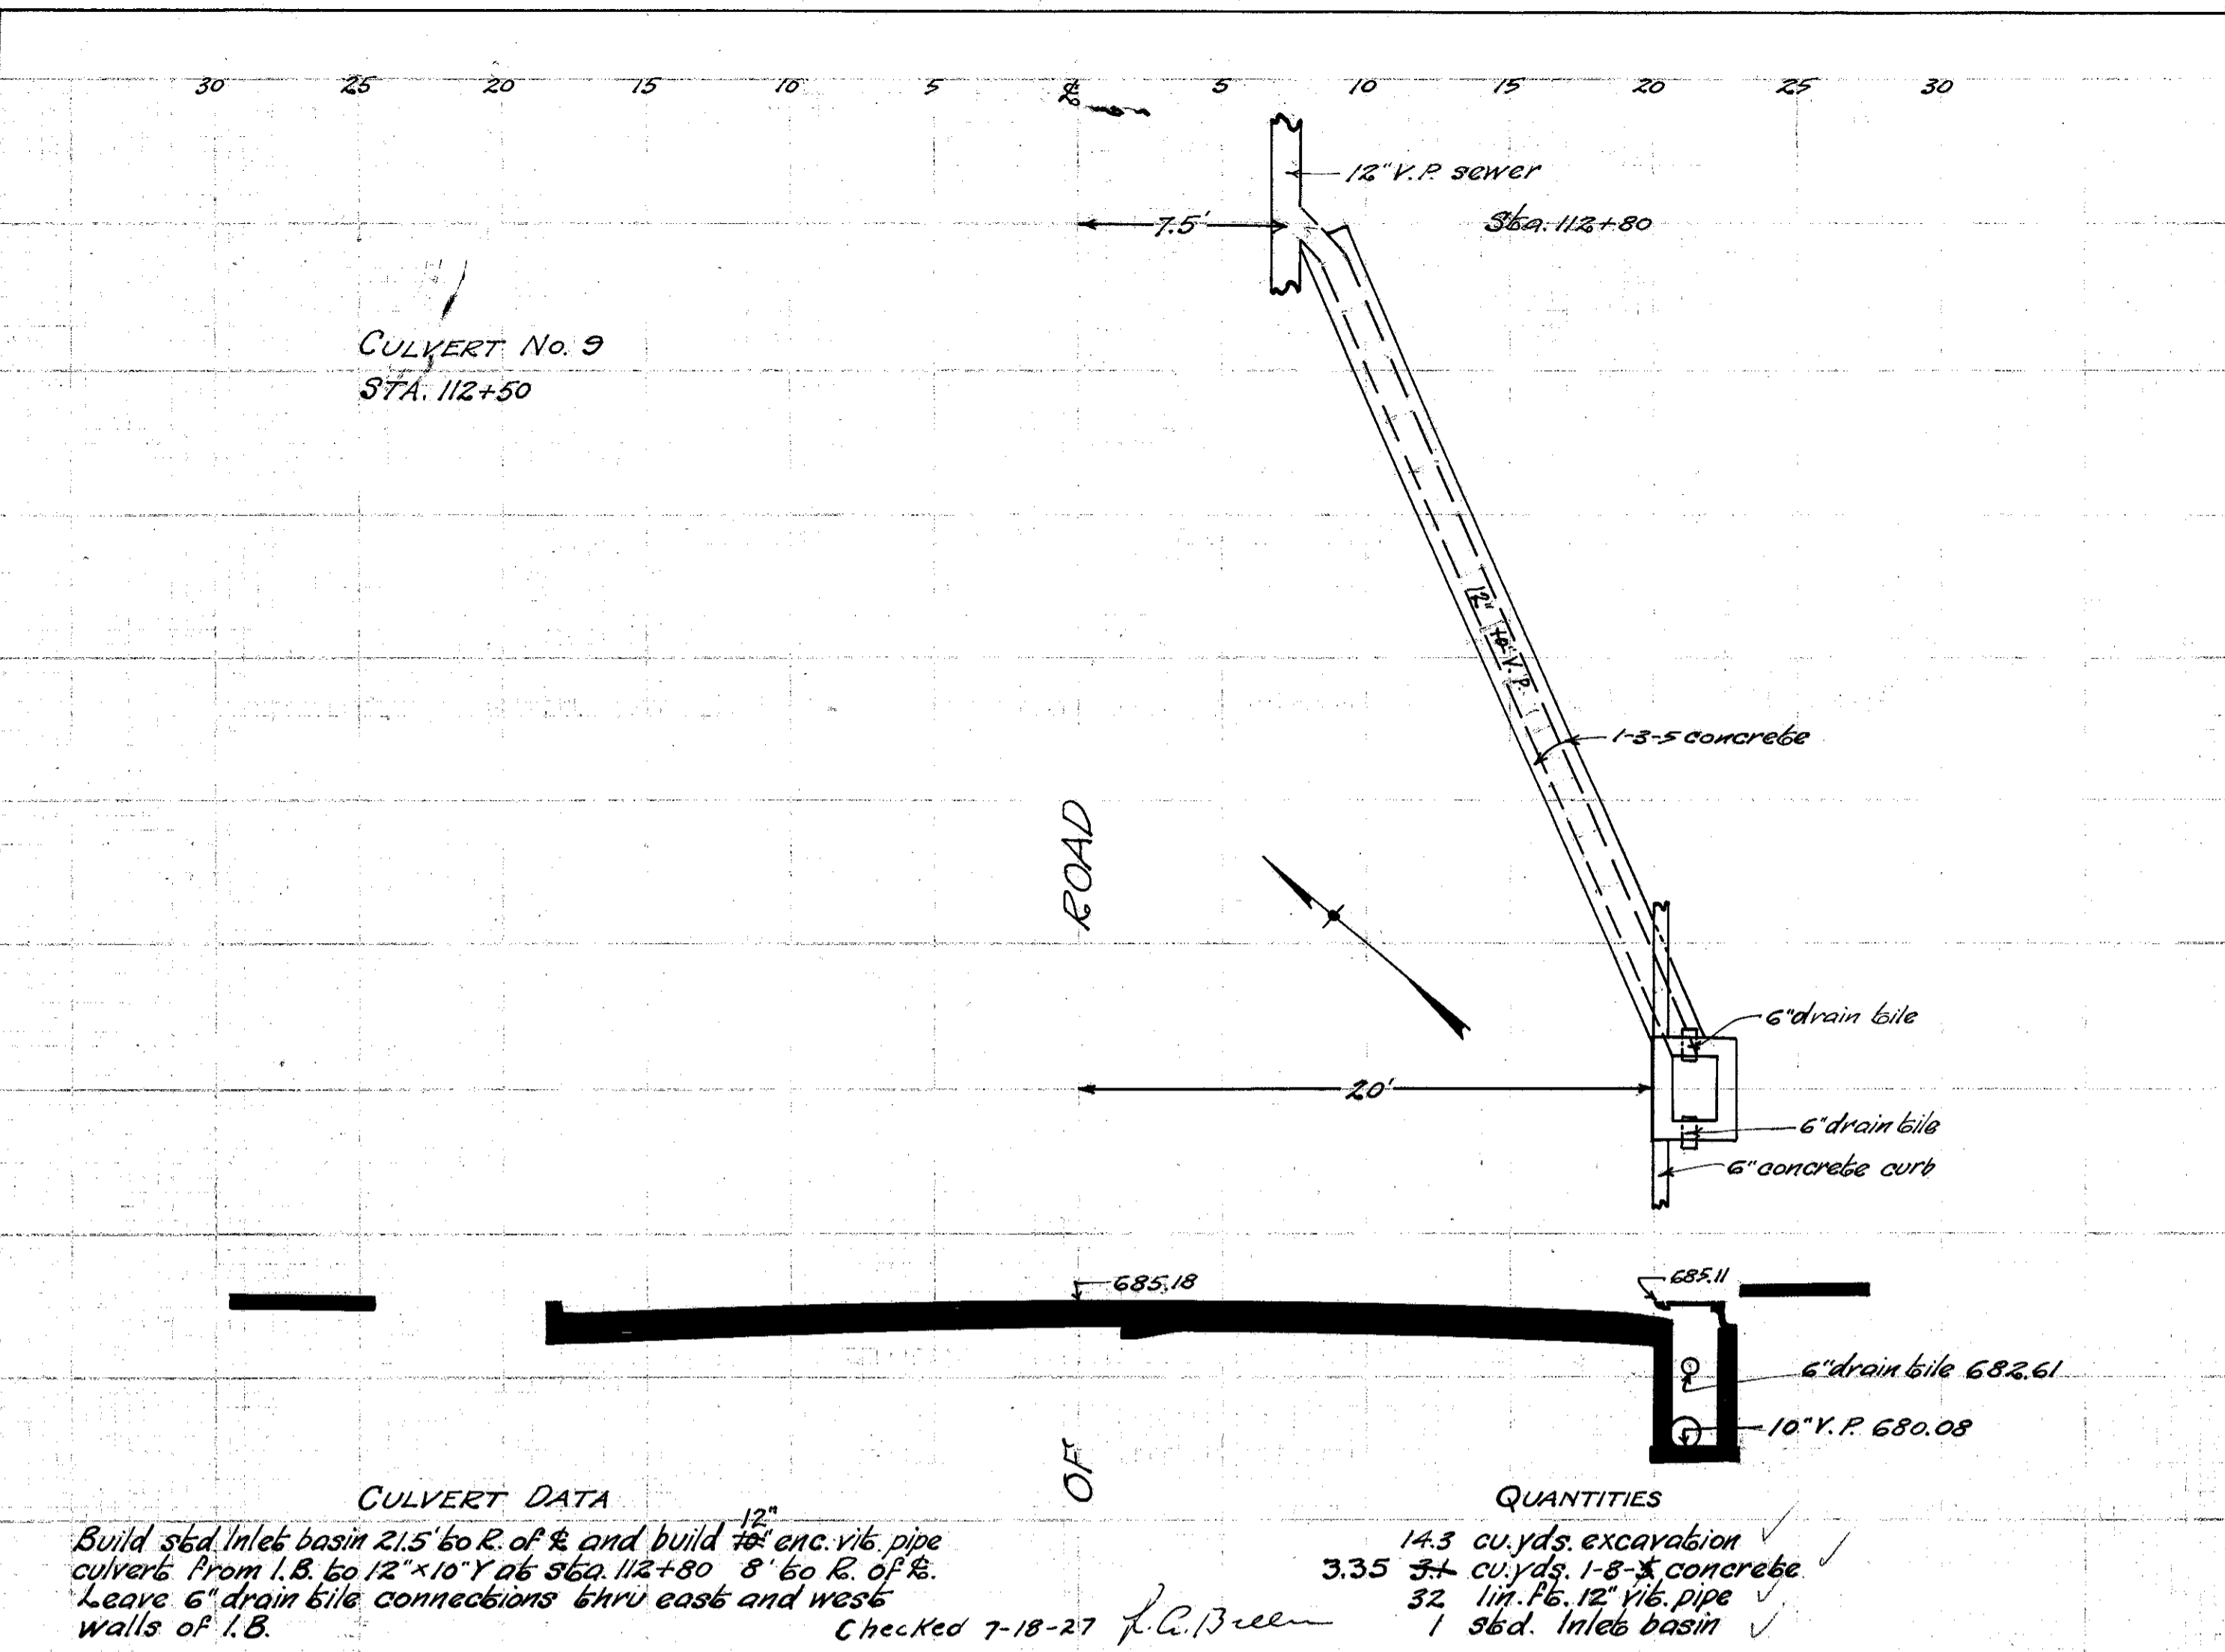 30 25 20 15 10 5 ℄ 5 10 15 20 25 30
12" V.P. sewer
7.5'
Sta. 112+80
CULVERT No. 9
STA. 112+50
12"
10" V.P.
1-3-5 concrete
ROAD
6" drain tile
20'
6" drain tile
6" concrete curb
685.18
685.11
6" drain tile 682.61
10" V.P. 680.08
OF
CULVERT DATA
12"
Build std Inlet basin 21.5' to R. of ℄ and build 10" enc. vit. pipe
culvert from I.B. to 12"×10" Y at sta. 112+80 8' to R. of ℄.
Leave 6" drain tile connections thru east and west
walls of I.B.
Checked 7-18-27
QUANTITIES
14.3 cu. yds. excavation
3.35 3.1 cu. yds. 1-8- concrete
32 lin. ft. 12" vit. pipe
1 std. Inlet basin